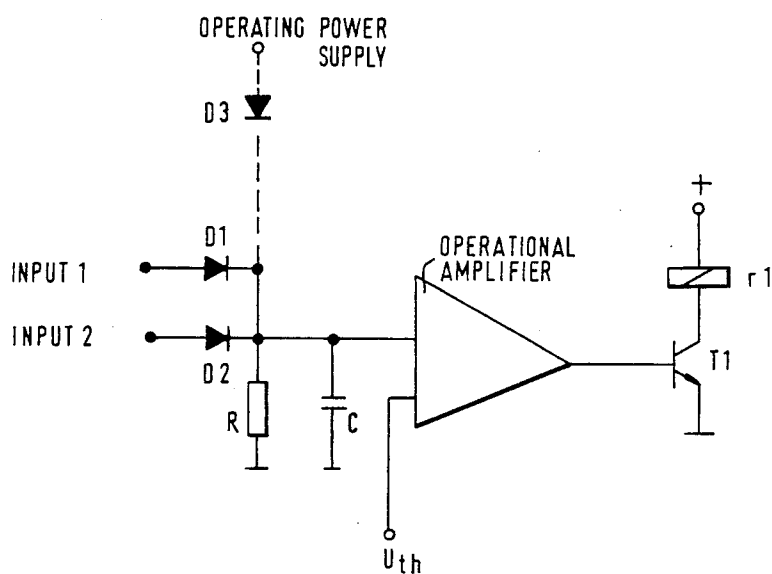 OPERATING POWER
SUPPLY
D3
D1
INPUT 1
OPERATIONAL
AMPLIFIER
+
r1
INPUT 2
D2
T1
R
C
Uth